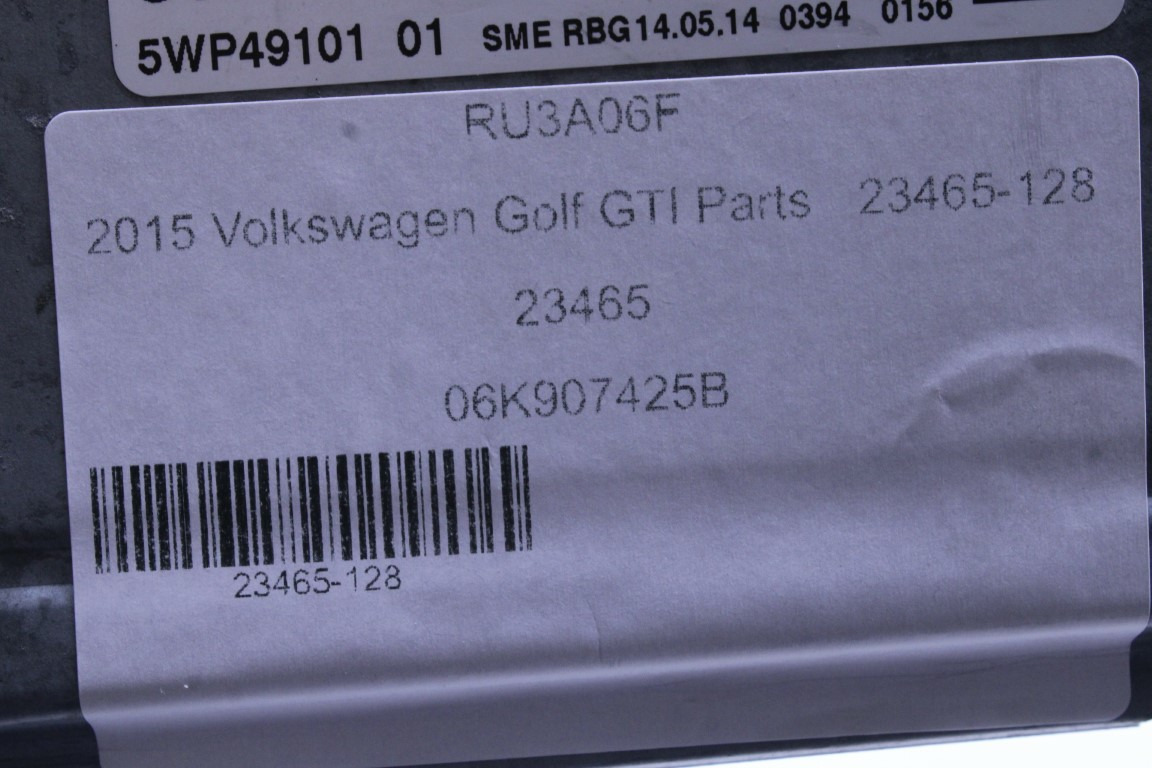 5WP49101 01 SME RBG14.05.14 0394 0156
RU3A06F
2015 Volkswagen Golf GTI Parts 23465-128
23465
06K907425B
23465-128